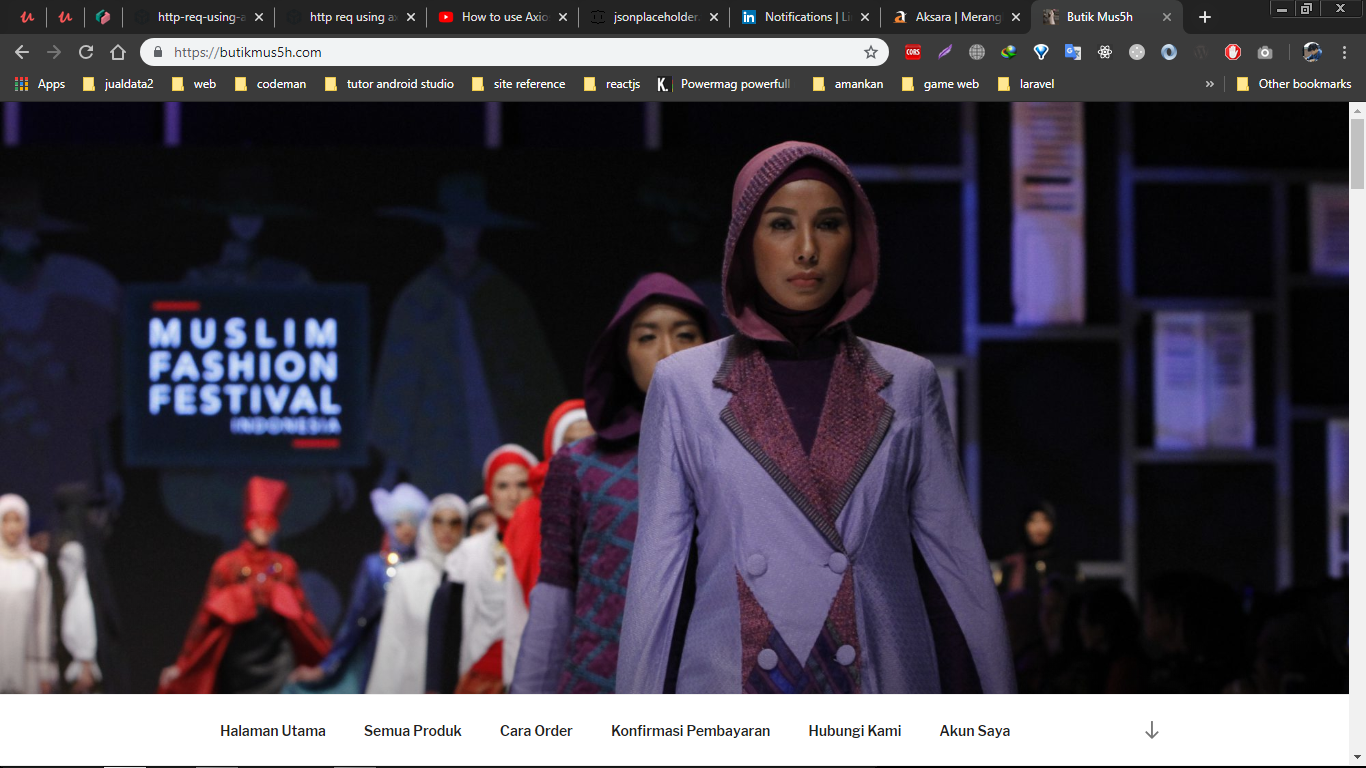 http-req-using-a
http req using ax
How to use Axio
jsonplaceholder.
Notifications | Li
Aksara | Merang
Butik Mus5h
https://butikmus5h.com
CORS
Apps
jualdata2
web
codeman
tutor android studio
site reference
reactjs
K.
Powermag powerfull
amankan
game web
laravel
»
Other bookmarks
MUSLIM
FASHION
FESTIVAL
INDONESIA
Halaman Utama
Semua Produk
Cara Order
Konfirmasi Pembayaran
Hubungi Kami
Akun Saya